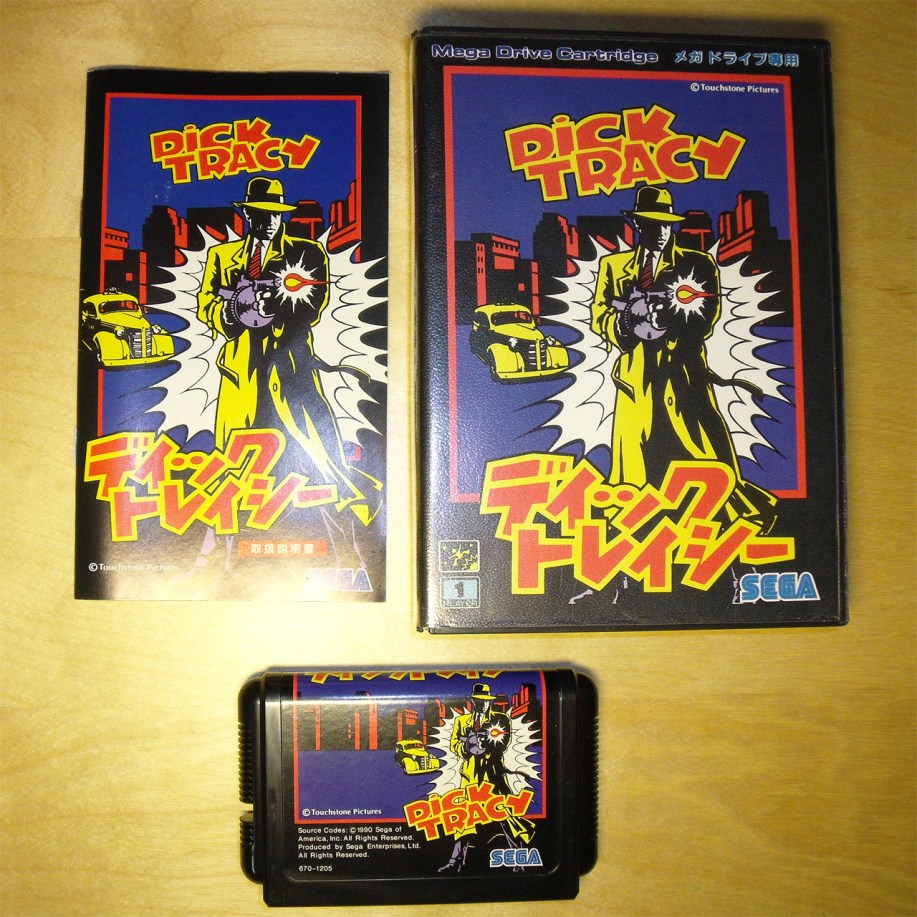 DICK
TRACY
ディック
トレイシー
取扱説明書
© Touchstone Pictures
SEGA
Mega Drive Cartridge メガドライブ専用
© Touchstone Pictures
DICK
TRACY
ディック
トレイシー
1
PLAYER
SEGA
© Touchstone Pictures
DICK
TRACY
Source Codes: © 1990 Sega of
America, Inc. All Rights Reserved.
Produced by Sega Enterprises, Ltd.
All Rights Reserved.
670-1205
SEGA